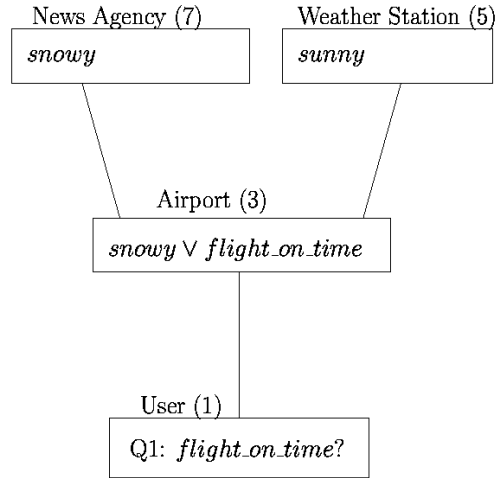 News Agency (7)
Weather Station (5)
snowy
sunny
Airport (3)
snowy ∨ flight_on_time
User (1)
Q1: flight_on_time?